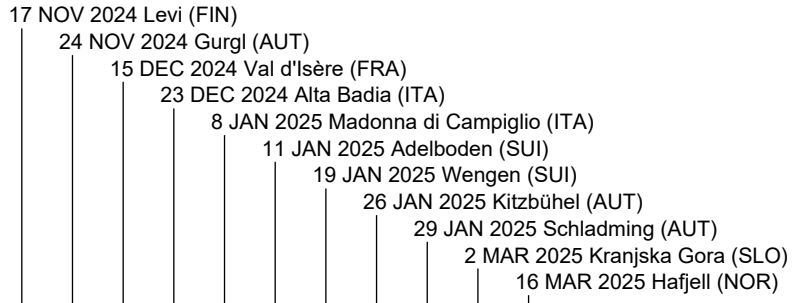 17 NOV 2024 Levi (FIN)
24 NOV 2024 Gurgl (AUT)
15 DEC 2024 Val d'Isère (FRA)
23 DEC 2024 Alta Badia (ITA)
8 JAN 2025 Madonna di Campiglio (ITA)
11 JAN 2025 Adelboden (SUI)
19 JAN 2025 Wengen (SUI)
26 JAN 2025 Kitzbühel (AUT)
29 JAN 2025 Schladming (AUT)
2 MAR 2025 Kranjska Gora (SLO)
16 MAR 2025 Hafjell (NOR)